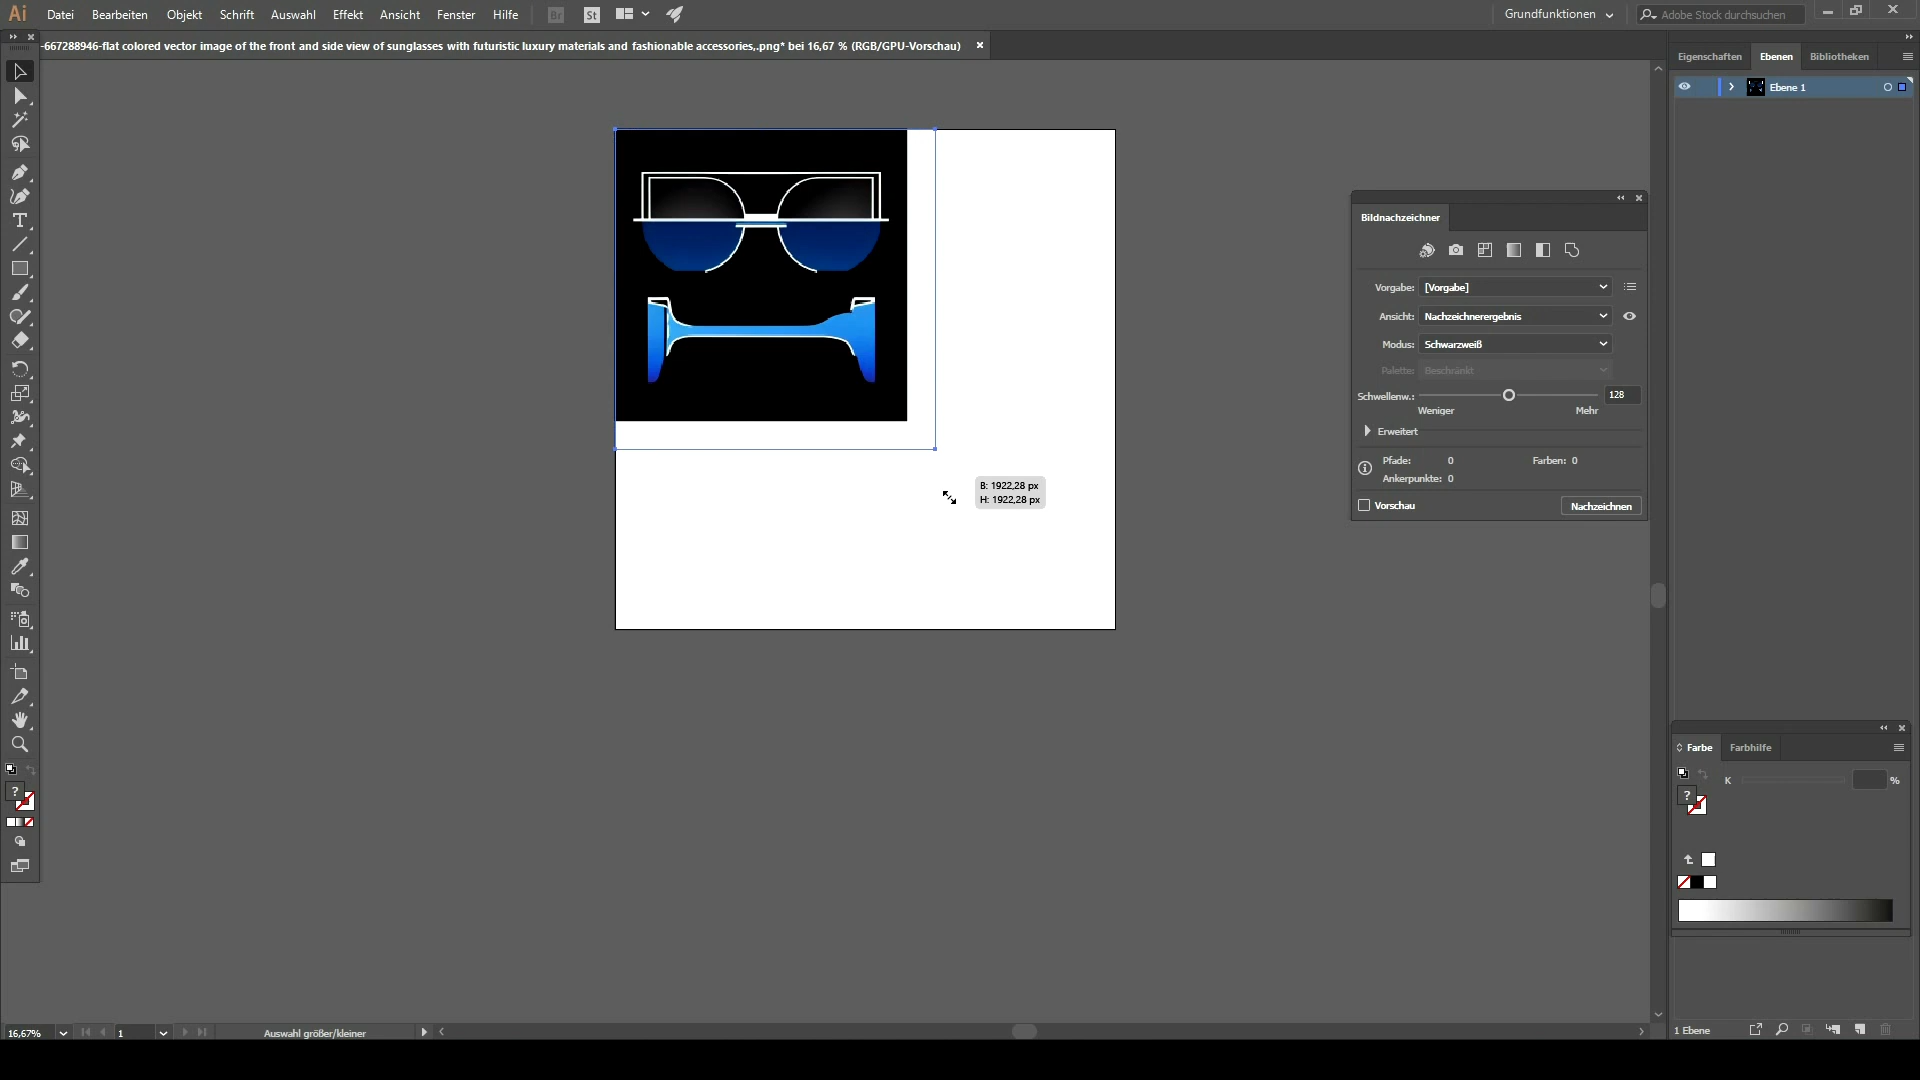 Ai Datei Bearbeiten Objekt Schrift Auswahl Effekt Ansicht Fenster Hilfe Br St Grundfunktionen Adobe Stock durchsuchen
-667288946-flat colored vector image of the front and side view of sunglasses with futuristic luxury materials and fashionable accessories,.png* bei 16,67 % (RGB/GPU-Vorschau)
Eigenschaften Ebenen Bibliotheken
Ebene 1
Bildnachzeichner
Vorgabe: [Vorgabe]
Ansicht: Nachzeichnerergebnis
Modus: Schwarzweiß
Palette: Beschränkt
Schwellenw.: 128
Weniger Mehr
Erweitert
Pfade: 0 Farben: 0
Ankerpunkte: 0
Vorschau Nachzeichnen
B: 1922,28 px
H: 1922,28 px
Farbe Farbhilfe
K %
?
?
16,67% 1 Auswahl größer/kleiner
1 Ebene